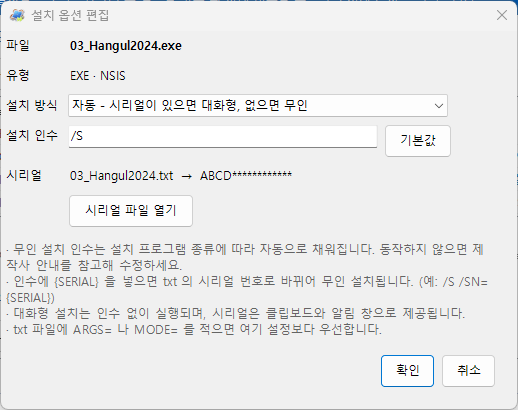 설치 옵션 편집
파일 03_Hangul2024.exe
유형 EXE · NSIS
설치 방식 자동 - 시리얼이 있으면 대화형, 없으면 무인
설치 인수 /S 기본값
시리얼 03_Hangul2024.txt → ABCD************
시리얼 파일 열기
· 무인 설치 인수는 설치 프로그램 종류에 따라 자동으로 채워집니다. 동작하지 않으면 제
작사 안내를 참고해 수정하세요.
· 인수에 {SERIAL} 을 넣으면 txt 의 시리얼 번호로 바뀌어 무인 설치됩니다. (예: /S /SN=
{SERIAL})
· 대화형 설치는 인수 없이 실행되며, 시리얼은 클립보드와 알림 창으로 제공됩니다.
· txt 파일에 ARGS= 나 MODE= 를 적으면 여기 설정보다 우선합니다.
확인 취소